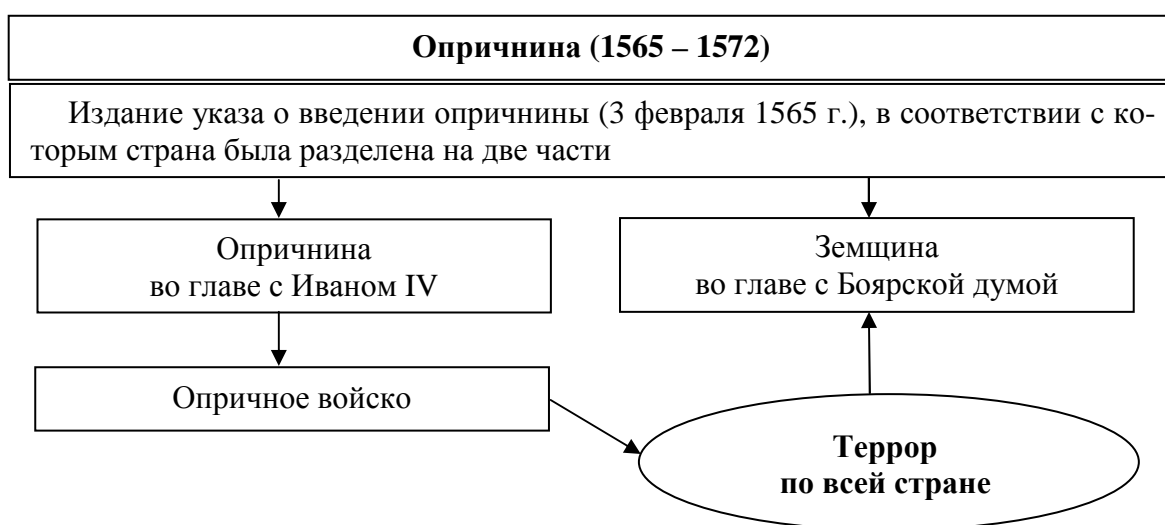 Опричнина (1565 – 1572)
Издание указа о введении опричнины (3 февраля 1565 г.), в соответствии с ко-
торым страна была разделена на две части
Опричнина
во главе с Иваном IV
Земщина
во главе с Боярской думой
Опричное войско
Террор
по всей стране